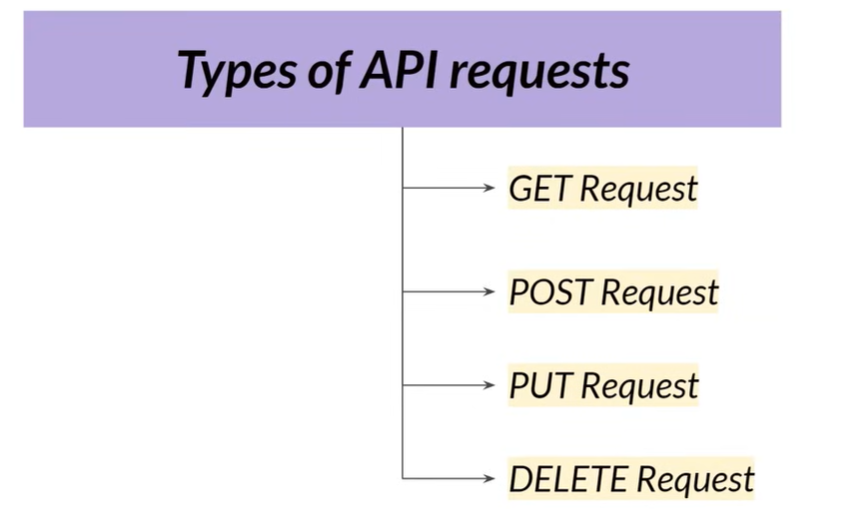 Types of API requests
GET Request
POST Request
PUT Request
DELETE Request